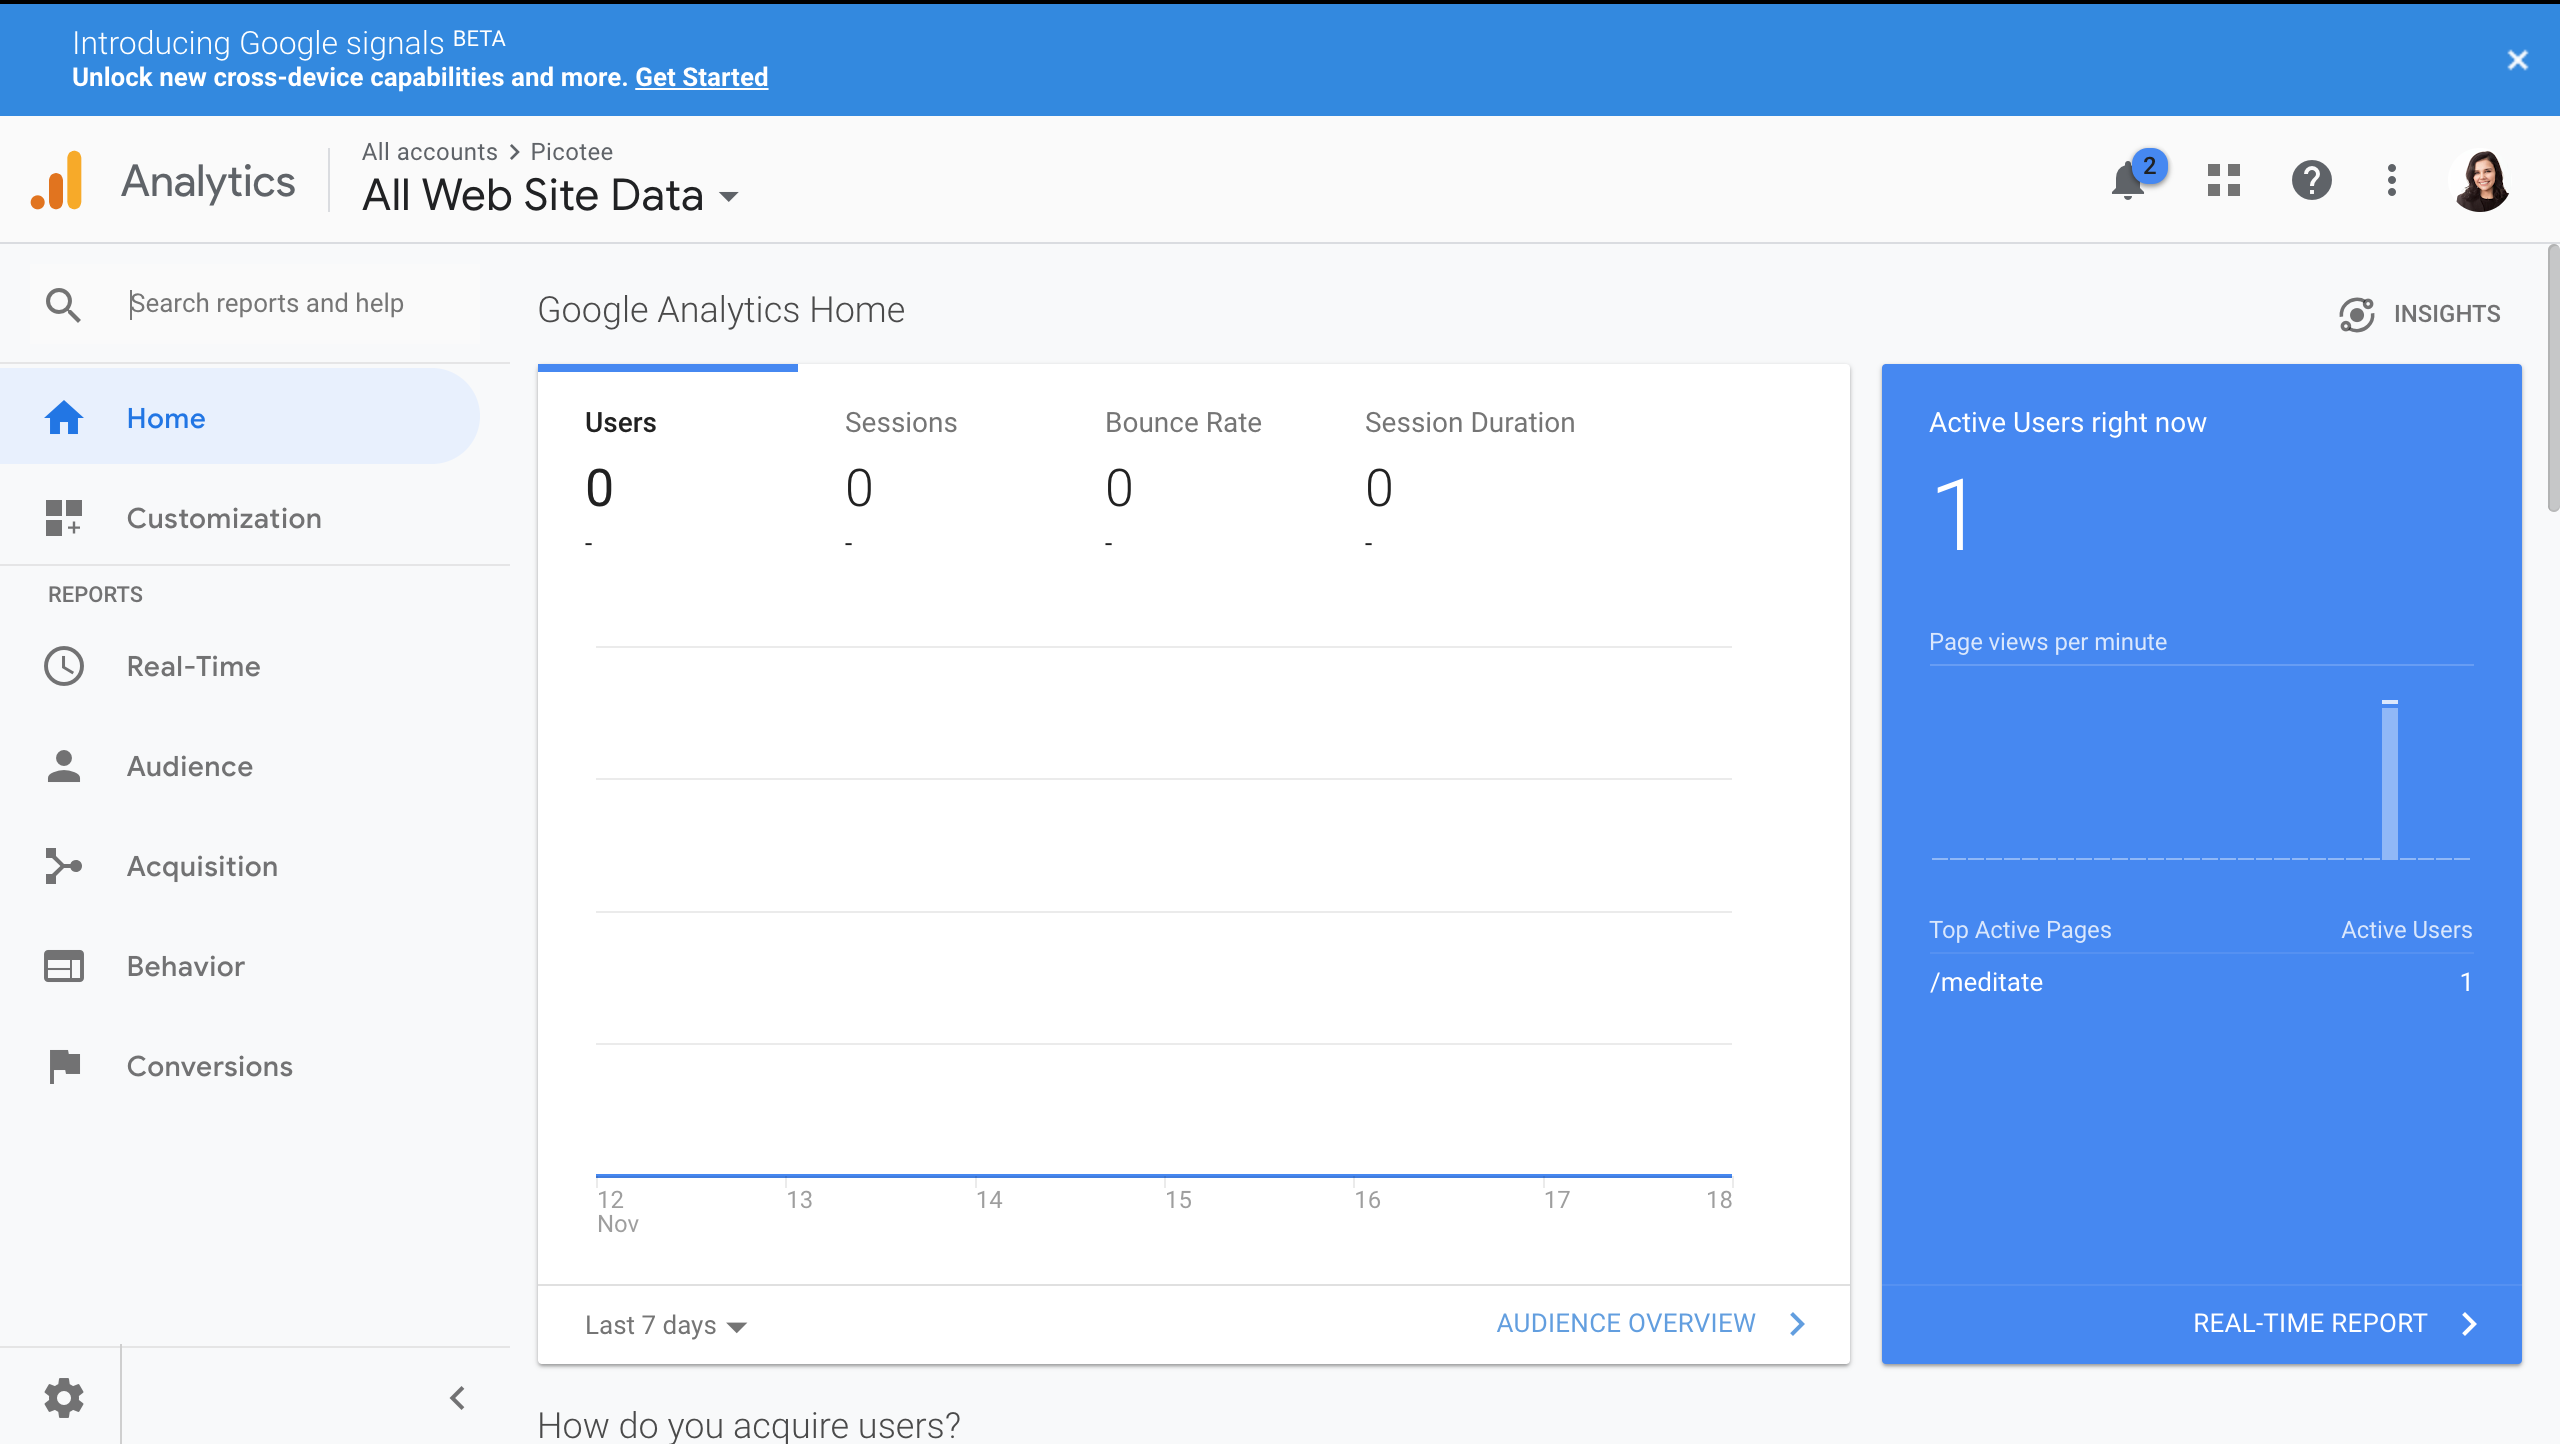 Introducing Google signals BETA
Unlock new cross-device capabilities and more. Get Started
Analytics
All accounts > Picotee
All Web Site Data
2
Search reports and help
Home
Customization
REPORTS
Real-Time
Audience
Acquisition
Behavior
Conversions
Google Analytics Home
INSIGHTS
Users Sessions Bounce Rate Session Duration
0 0 0 0
- - - -
12 13 14 15 16 17 18
Nov
Last 7 days AUDIENCE OVERVIEW
Active Users right now
1
Page views per minute
Top Active Pages Active Users
/meditate 1
REAL-TIME REPORT
How do you acquire users?